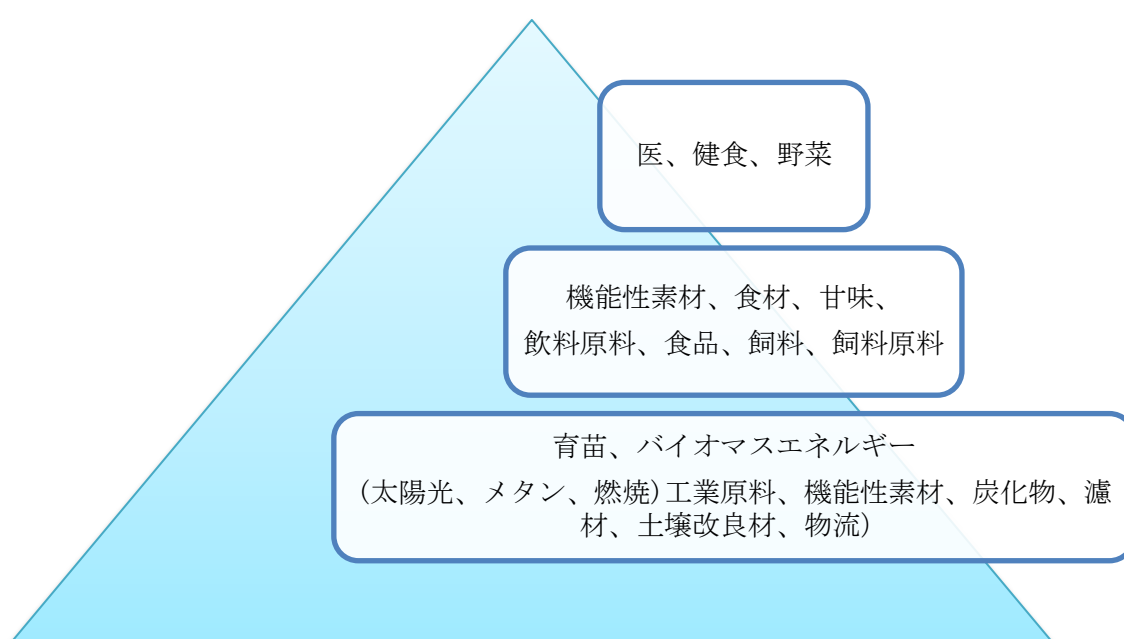 医、健食、野菜
機能性素材、食材、甘味、
飲料原料、食品、飼料、飼料原料
育苗、バイオマスエネルギー
(太陽光、メタン、燃焼)工業原料、機能性素材、炭化物、濾
材、土壌改良材、物流)